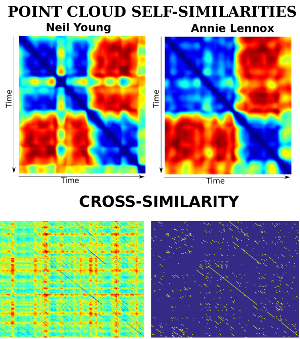 POINT CLOUD SELF-SIMILARITIES
Neil Young
Annie Lennox
Time
Time
Time
Time
CROSS-SIMILARITY